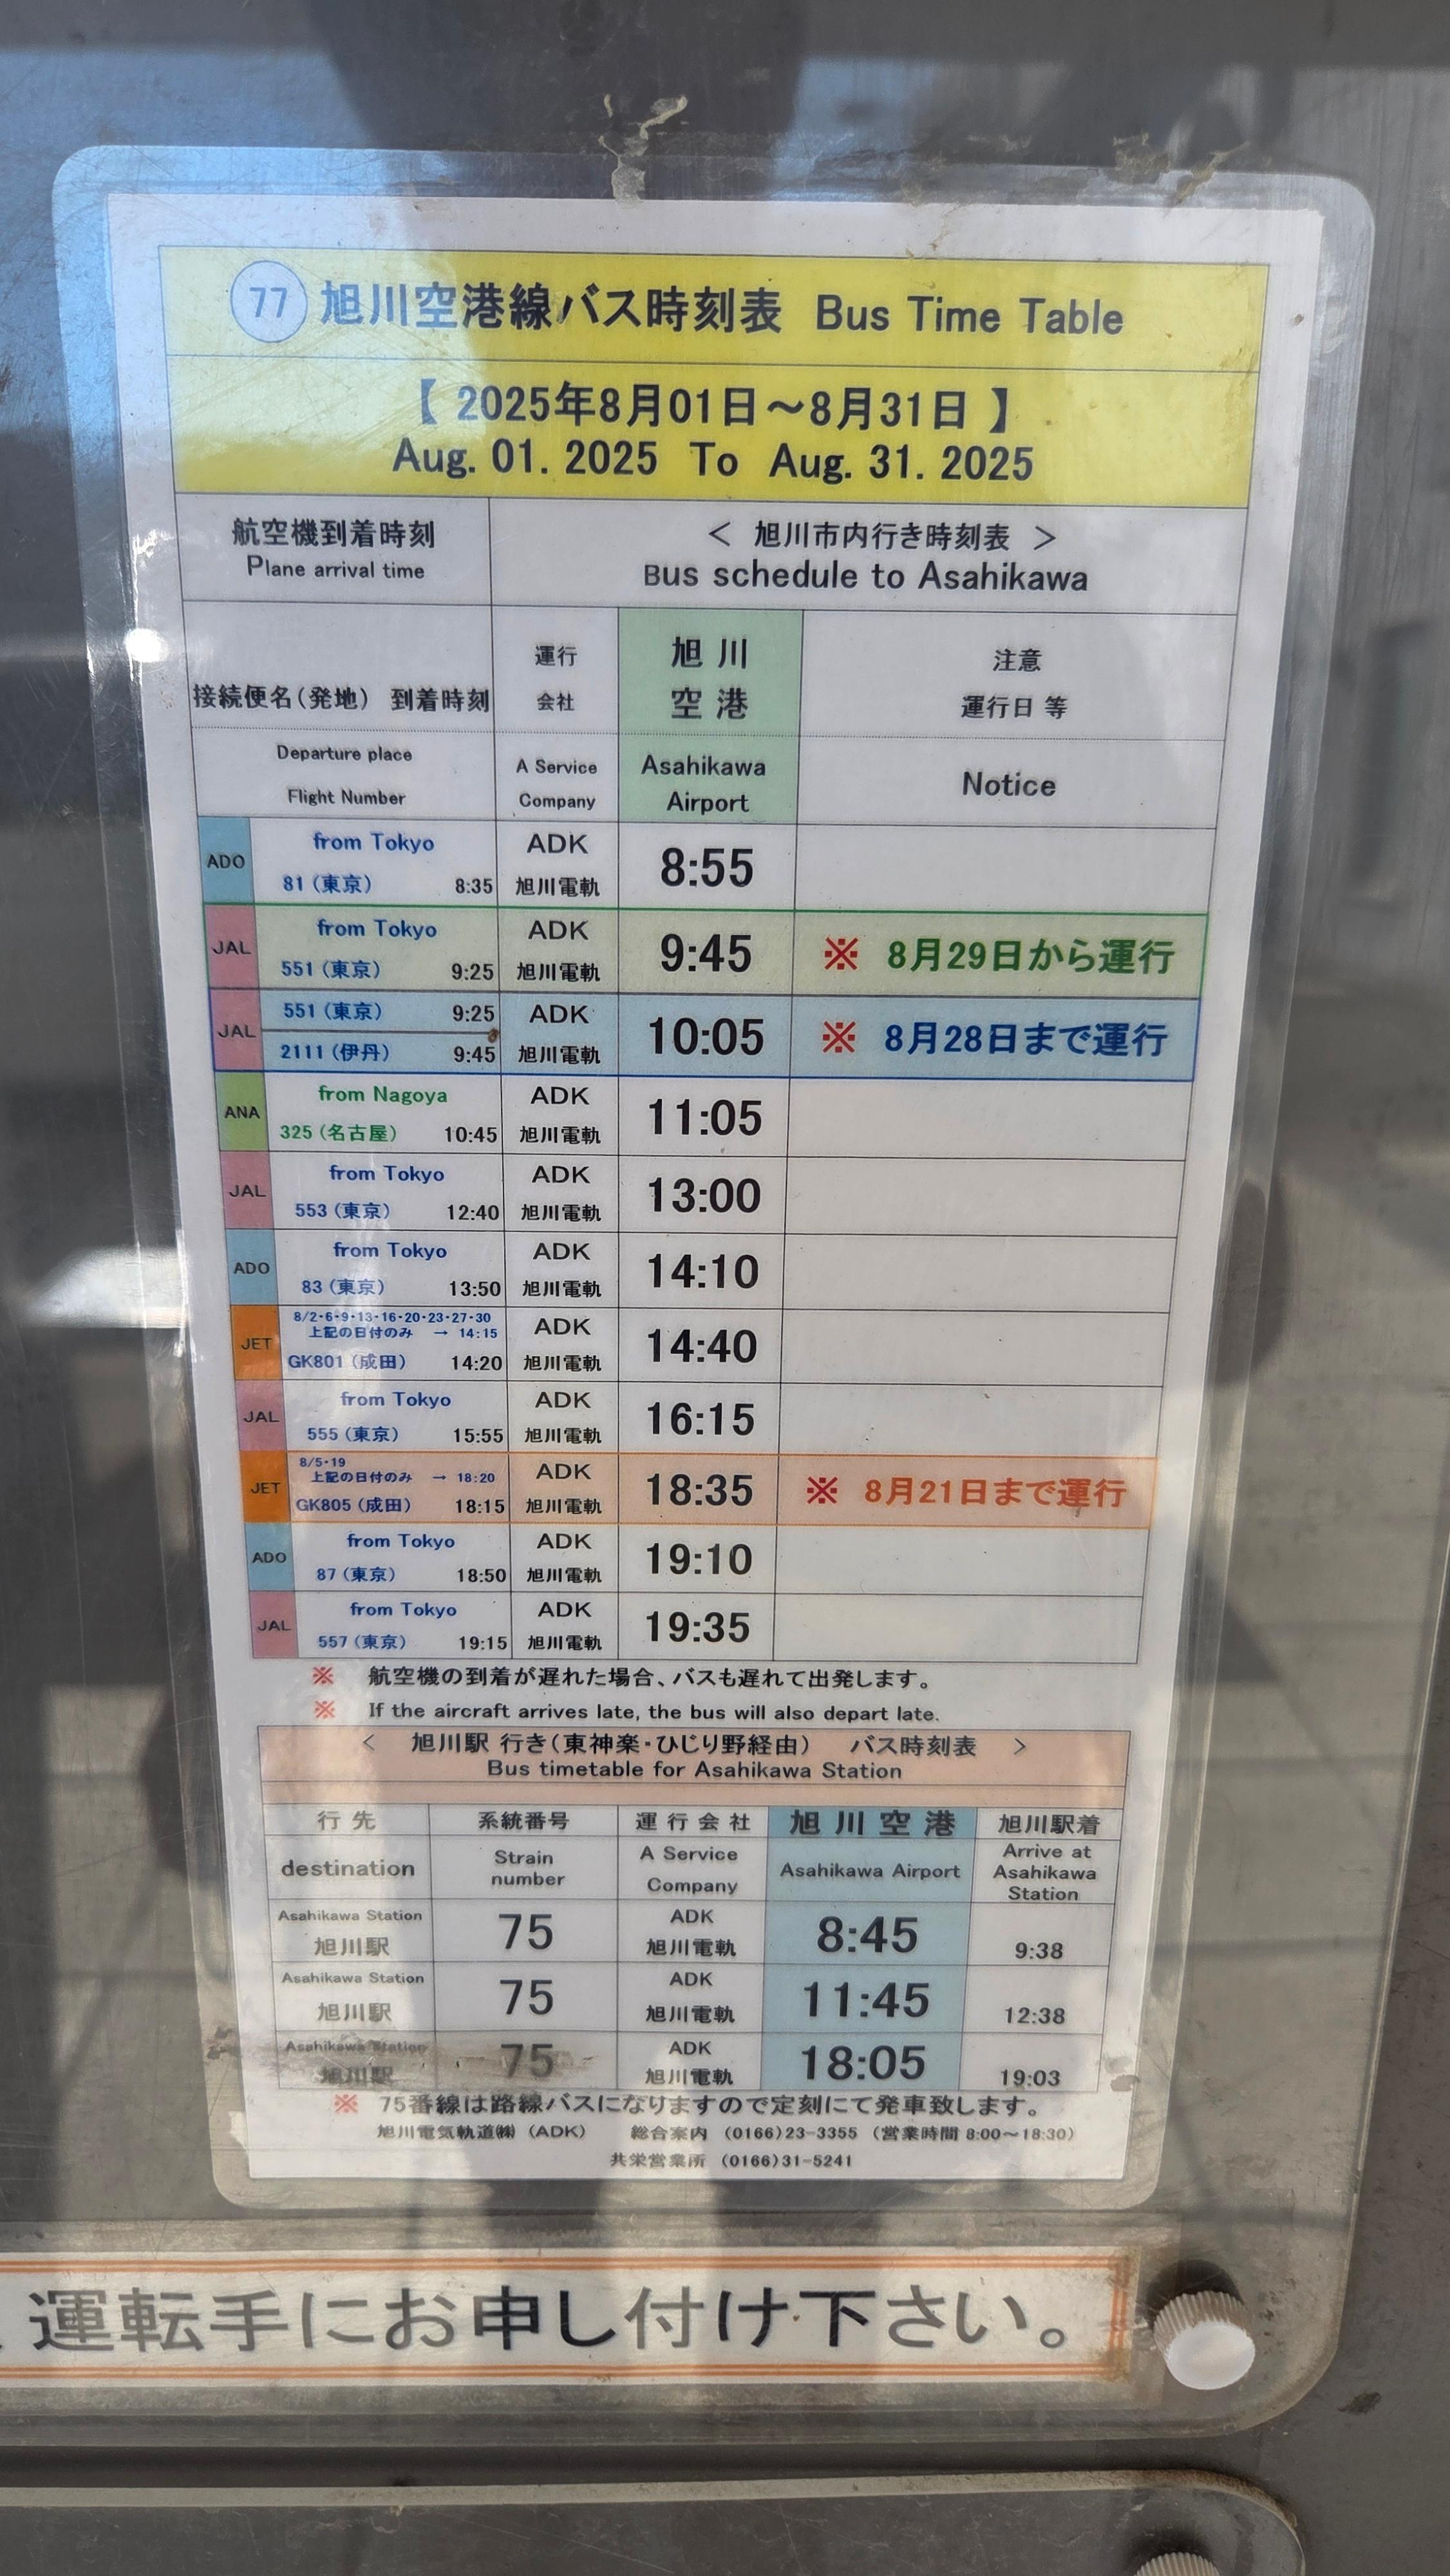 77 旭川空港線バス時刻表 Bus Time Table
【 2025年8月01日～8月31日 】
Aug. 01. 2025 To Aug. 31. 2025
航空機到着時刻
Plane arrival time
＜ 旭川市内行き時刻表 ＞
Bus schedule to Asahikawa
接続便名(発地) 到着時刻
運行
会社
旭 川
空 港
注意
運行日 等
Departure place
Flight Number
A Service
Company
Asahikawa
Airport
Notice
ADO
from Tokyo
81 (東京) 8:35
ADK
旭川電軌
8:55
JAL
from Tokyo
551 (東京) 9:25
ADK
旭川電軌
9:45
※ 8月29日から運行
JAL
551 (東京) 9:25
2111 (伊丹) 9:45
ADK
旭川電軌
10:05
※ 8月28日まで運行
ANA
from Nagoya
325 (名古屋) 10:45
ADK
旭川電軌
11:05
JAL
from Tokyo
553 (東京) 12:40
ADK
旭川電軌
13:00
ADO
from Tokyo
83 (東京) 13:50
ADK
旭川電軌
14:10
JET
8/2・6・9・13・16・20・23・27・30
上記の日付のみ → 14:15
GK801 (成田) 14:20
ADK
旭川電軌
14:40
JAL
from Tokyo
555 (東京) 15:55
ADK
旭川電軌
16:15
JET
8/5・19
上記の日付のみ → 18:20
GK805 (成田) 18:15
ADK
旭川電軌
18:35
※ 8月21日まで運行
ADO
from Tokyo
87 (東京) 18:50
ADK
旭川電軌
19:10
JAL
from Tokyo
557 (東京) 19:15
ADK
旭川電軌
19:35
※ 航空機の到着が遅れた場合、バスも遅れて出発します。
※ If the aircraft arrives late, the bus will also depart late.
＜ 旭川駅 行き(東神楽・ひじり野経由) バス時刻表 ＞
Bus timetable for Asahikawa Station
行 先
系統番号
運 行 会 社
旭 川 空 港
旭川駅着
destination
Strain
number
A Service
Company
Asahikawa Airport
Arrive at
Asahikawa
Station
Asahikawa Station
旭川駅
75
ADK
旭川電軌
8:45
9:38
Asahikawa Station
旭川駅
75
ADK
旭川電軌
11:45
12:38
Asahikawa Station
旭川駅
75
ADK
旭川電軌
18:05
19:03
※ 75番線は路線バスになりますので定刻にて発車致します。
旭川電気軌道㈱ (ADK) 総合案内 (0166)23-3355 (営業時間 8:00～18:30)
共栄営業所 (0166)31-5241
運転手にお申し付け下さい。